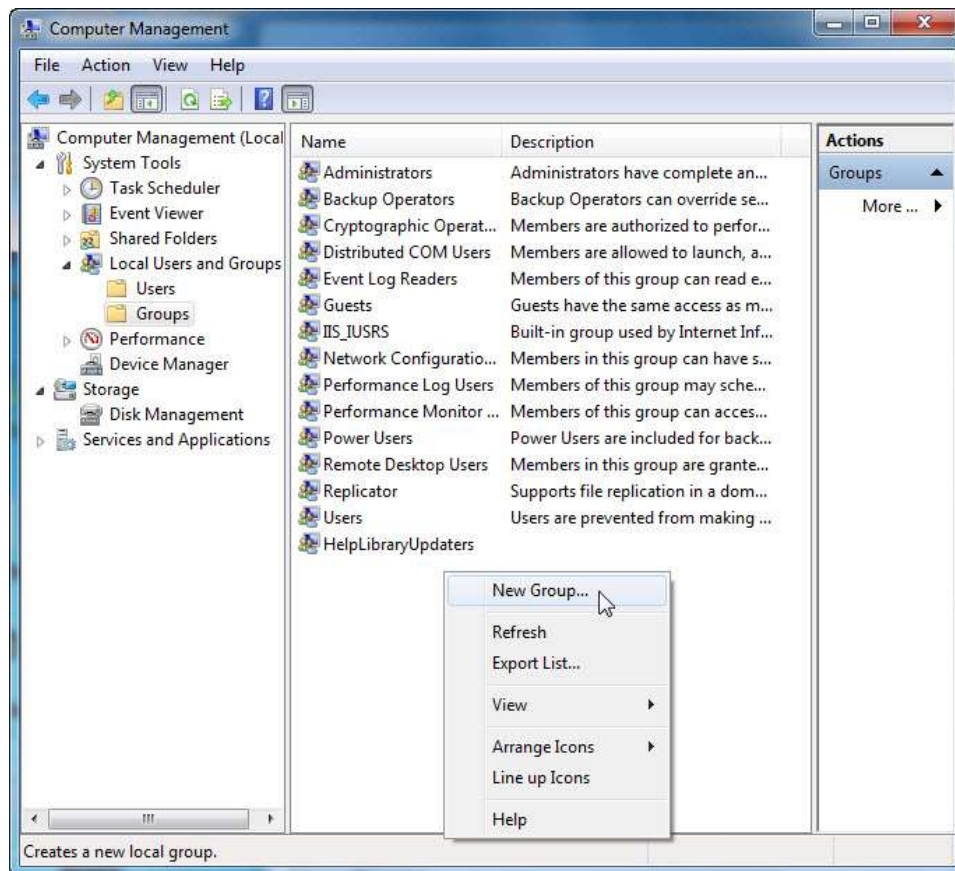 Computer Management
File Action View Help
Computer Management (Local
System Tools
Task Scheduler
Event Viewer
Shared Folders
Local Users and Groups
Users
Groups
Performance
Device Manager
Storage
Disk Management
Services and Applications
Name Description
Administrators Administrators have complete an...
Backup Operators Backup Operators can override se...
Cryptographic Operat... Members are authorized to perfor...
Distributed COM Users Members are allowed to launch, a...
Event Log Readers Members of this group can read e...
Guests Guests have the same access as m...
IIS_IUSRS Built-in group used by Internet Inf...
Network Configuratio... Members in this group can have s...
Performance Log Users Members of this group may sche...
Performance Monitor ... Members of this group can acces...
Power Users Power Users are included for back...
Remote Desktop Users Members in this group are grante...
Replicator Supports file replication in a dom...
Users Users are prevented from making ...
HelpLibraryUpdaters
New Group...
Refresh
Export List...
View
Arrange Icons
Line up Icons
Help
Actions
Groups
More ...
Creates a new local group.